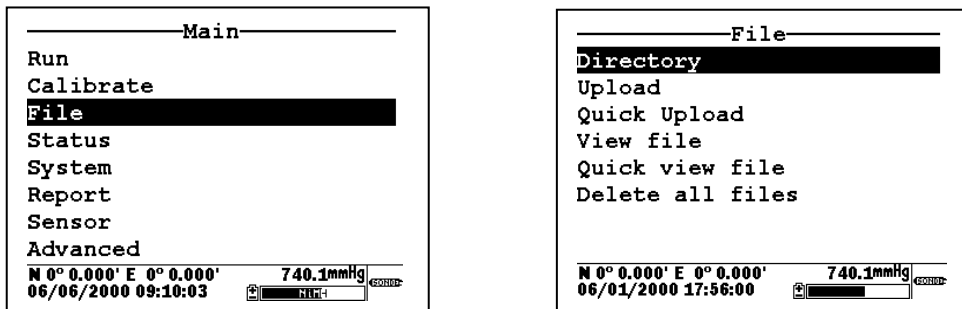 Main
Run
Calibrate
File
Status
System
Report
Sensor
Advanced
N 0° 0.000' E 0° 0.000' 740.1mmHg
06/06/2000 09:10:03 NiMH
SONDE
File
Directory
Upload
Quick Upload
View file
Quick view file
Delete all files
N 0° 0.000' E 0° 0.000' 740.1mmHg
06/01/2000 17:56:00
SONDE